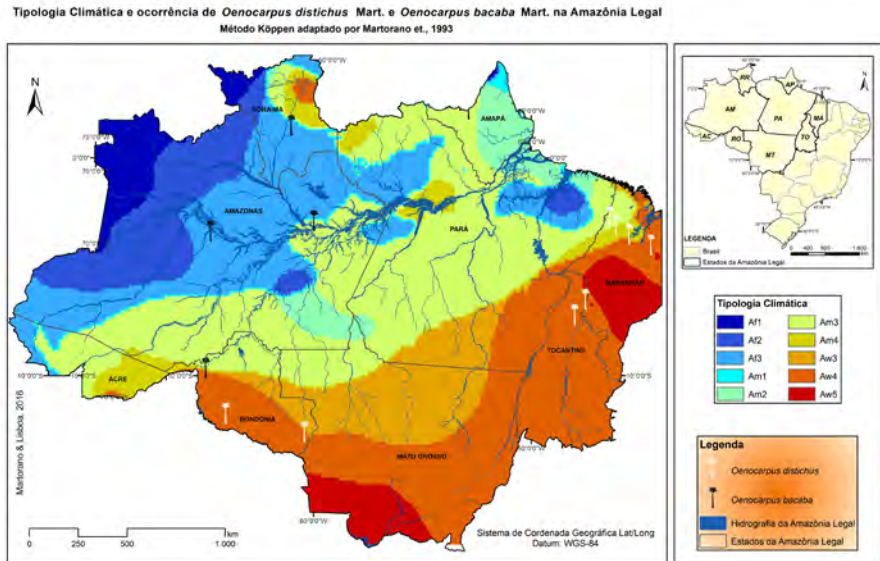 Tipologia Climática e ocorrência de Oenocarpus distichus Mart. e Oenocarpus bacaba Mart. na Amazônia Legal
Método Köppen adaptado por Martorano et., 1993
N
RORAIMA
AMAPÁ
AMAZONAS
PARÁ
MARANHÃO
TOCANTINS
ACRE
RONDÔNIA
MATO GROSSO
Martorano & Lisboa, 2016
0 250 500 1.000
km
Sistema de Cordenada Geográfica Lat/Long
Datum: WGS-84
N
RR
AP
AM
PA
MA
AC
RO
TO
MT
LEGENDA
Brasil
Estados da Amazônia Legal
Tipologia Climática
Af1
Af2
Af3
Am1
Am2
Am3
Am4
Aw3
Aw4
Aw5
Legenda
Oenocarpus distichus
Oenocarpus bacaba
Hidrografia da Amazônia Legal
Estados da Amazônia Legal